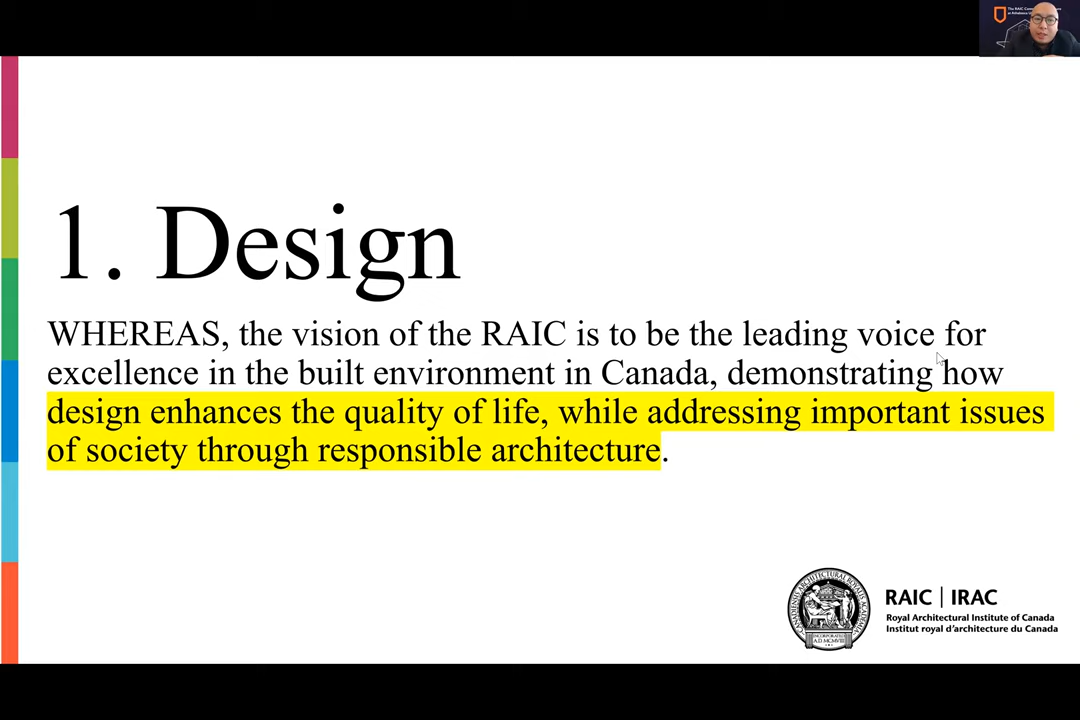 1. Design
WHEREAS, the vision of the RAIC is to be the leading voice for
excellence in the built environment in Canada, demonstrating how
design enhances the quality of life, while addressing important issues
of society through responsible architecture.
RAIC | IRAC
Royal Architectural Institute of Canada
Institut royal d'architecture du Canada
INCORPORATED
A.D. MCMVIII